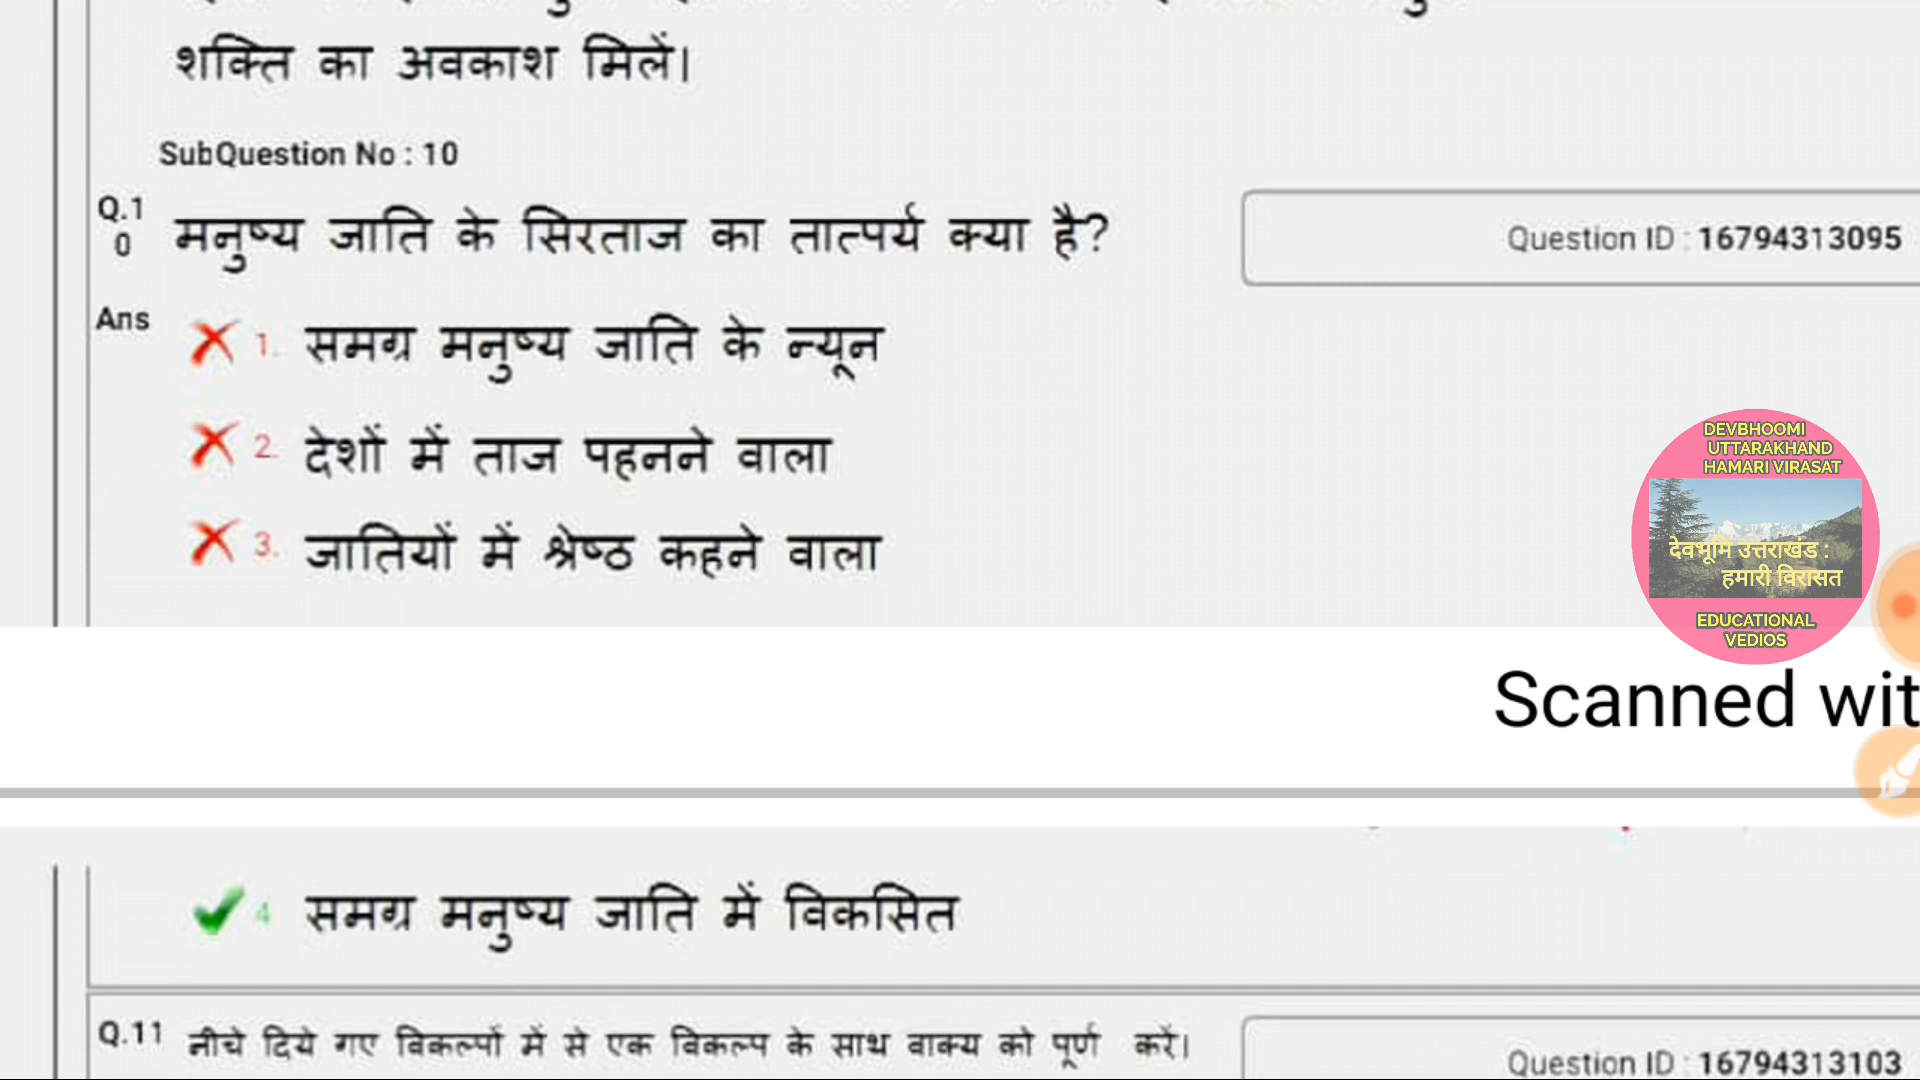 शक्ति का अवकाश मिलें।
SubQuestion No : 10
Q.10 मनुष्य जाति के सिरताज का तात्पर्य क्या है?
Question ID : 16794313095
Ans
1. समग्र मनुष्य जाति के न्यून
2. देशों में ताज पहनने वाला
3. जातियों में श्रेष्ठ कहने वाला
DEVBHOOMI
UTTARAKHAND
HAMARI VIRASAT
देवभूमि उत्तराखंड :
हमारी विरासत
EDUCATIONAL
VEDIOS
Scanned wit
4 समग्र मनुष्य जाति में विकसित
Q.11 नीचे दिये गए विकल्पों में से एक विकल्प के साथ वाक्य को पूर्ण करें।
Question ID : 16794313103